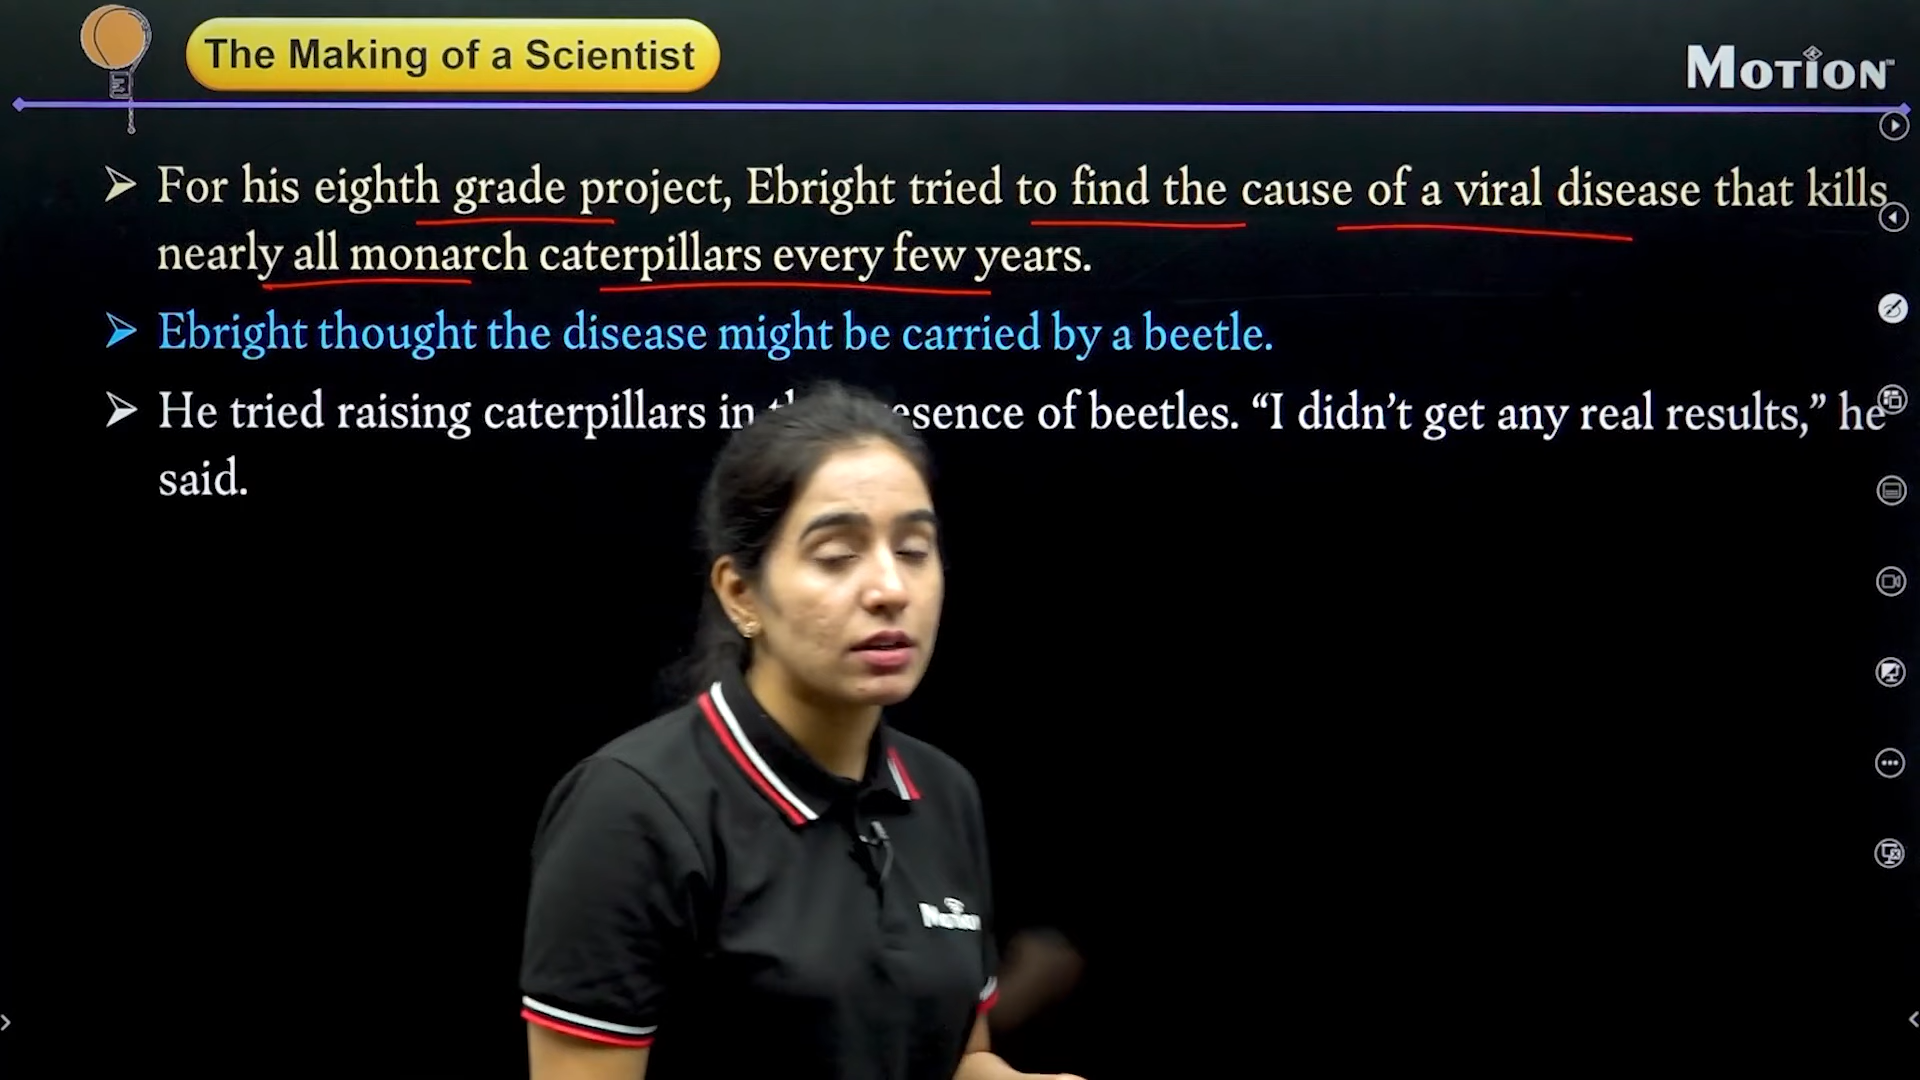 The Making of a Scientist
MOTION
➢ For his eighth grade project, Ebright tried to find the cause of a viral disease that kills
nearly all monarch caterpillars every few years.
➢ Ebright thought the disease might be carried by a beetle.
➢ He tried raising caterpillars in esence of beetles. “I didn’t get any real results,” he
said.
MOTION